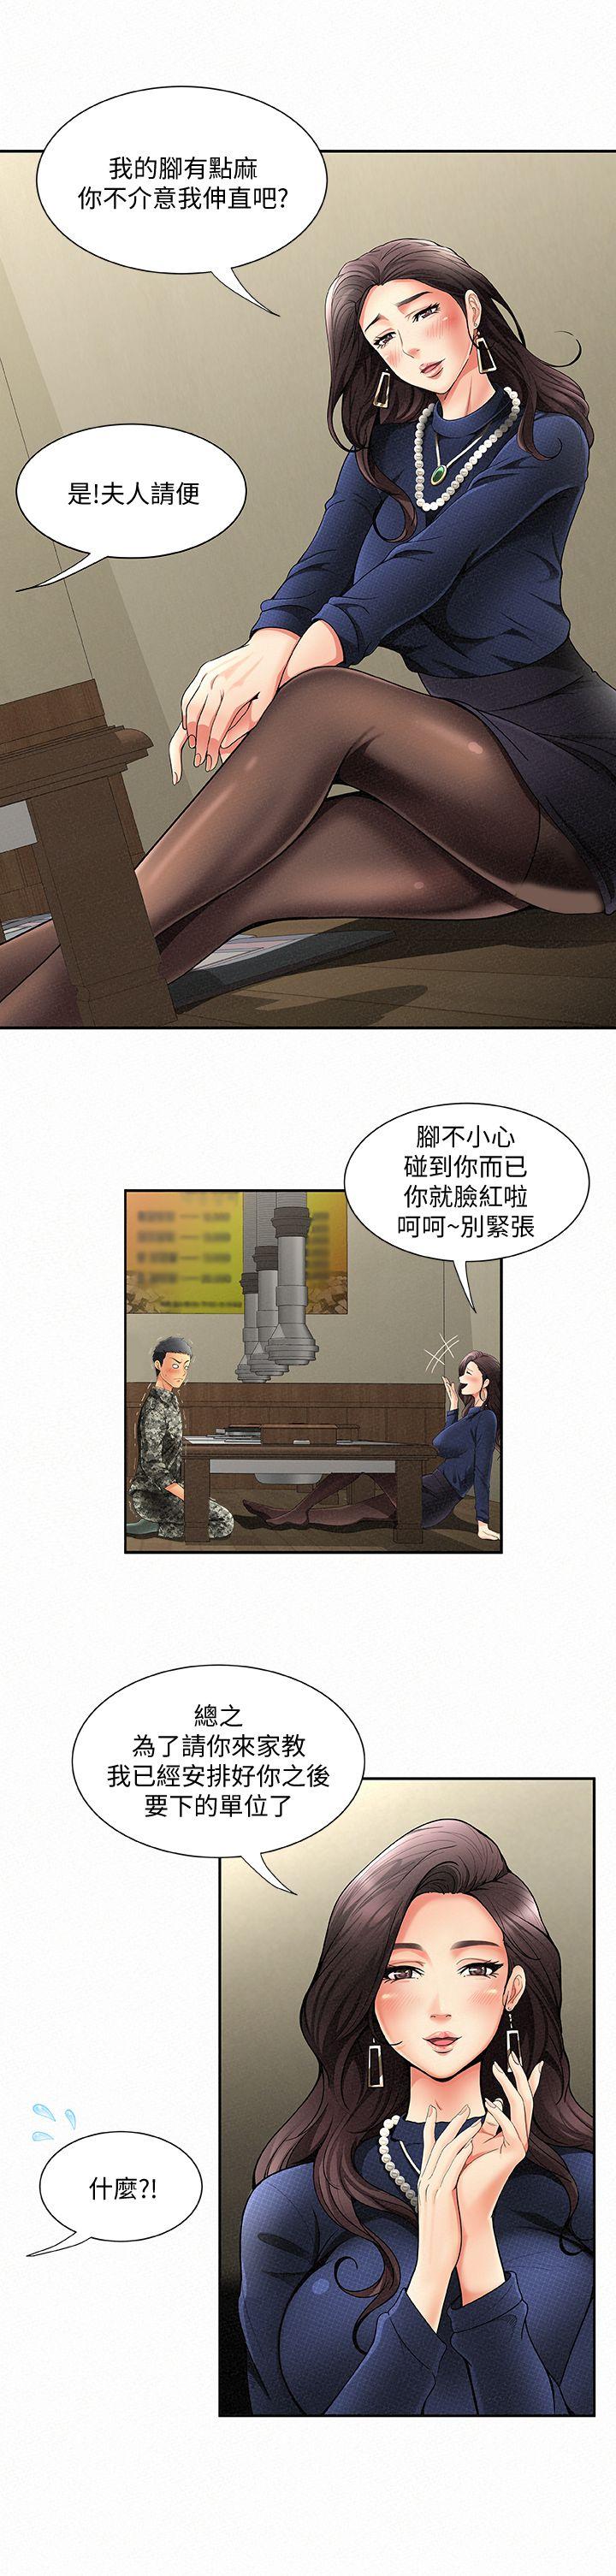 我的腳有點麻
你不介意我伸直吧?
是!夫人請便
腳不小心
碰到你而已
你就臉紅啦
呵呵~別緊張
總之
為了請你來家教
我已經安排好你之後
要下的單位了
什麼?!